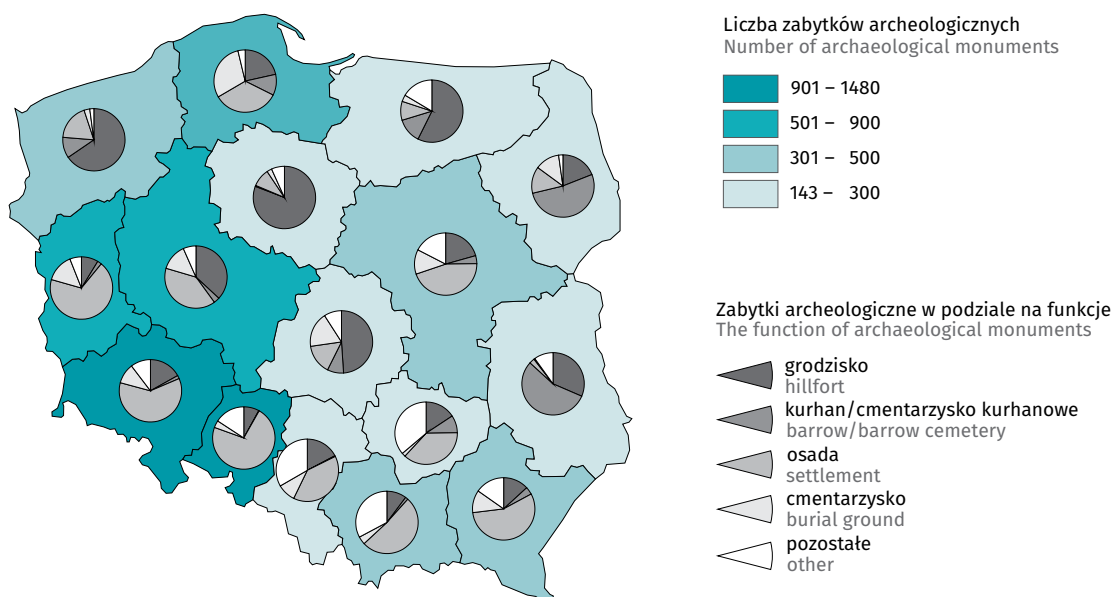 Liczba zabytków archeologicznych
Number of archaeological monuments
901 – 1480
501 – 900
301 – 500
143 – 300
Zabytki archeologiczne w podziale na funkcje
The function of archaeological monuments
grodzisko
hillfort
kurhan/cmentarzysko kurhanowe
barrow/barrow cemetery
osada
settlement
cmentarzysko
burial ground
pozostałe
other